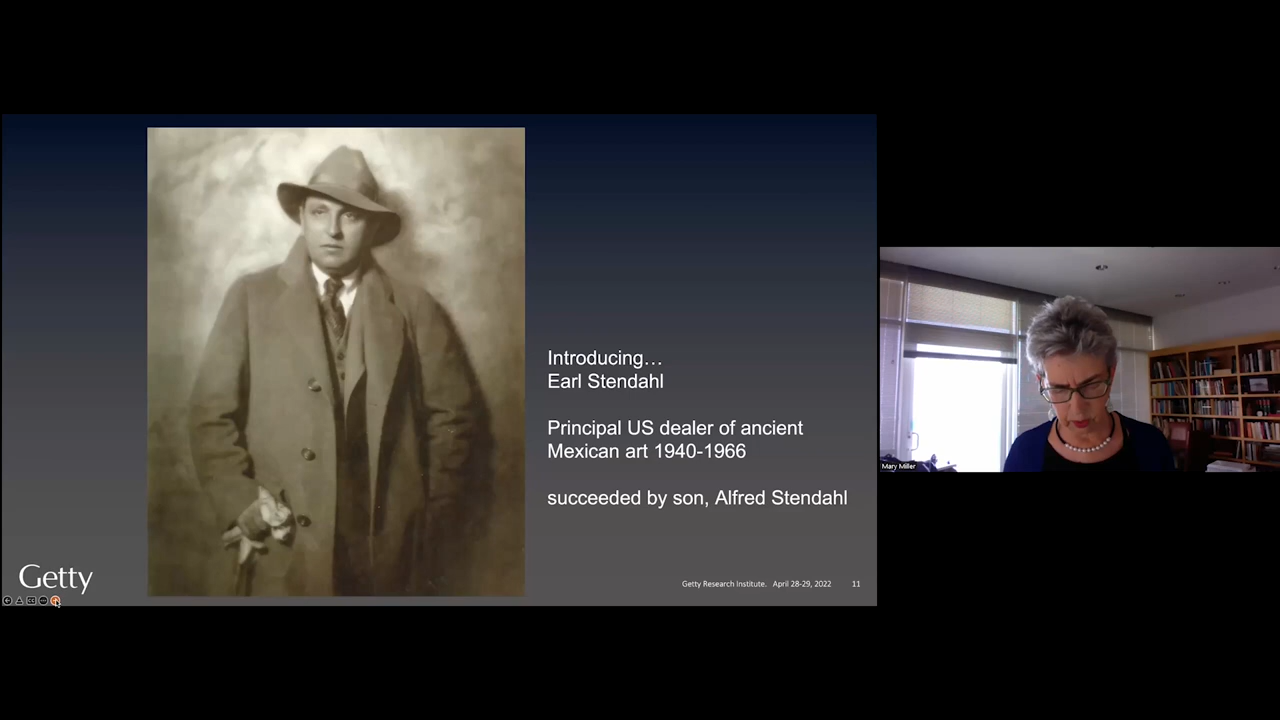 Introducing…
Earl Stendahl
Principal US dealer of ancient
Mexican art 1940-1966
succeeded by son, Alfred Stendahl
Getty
Getty Research Institute. April 28-29, 2022 11
Mary Miller